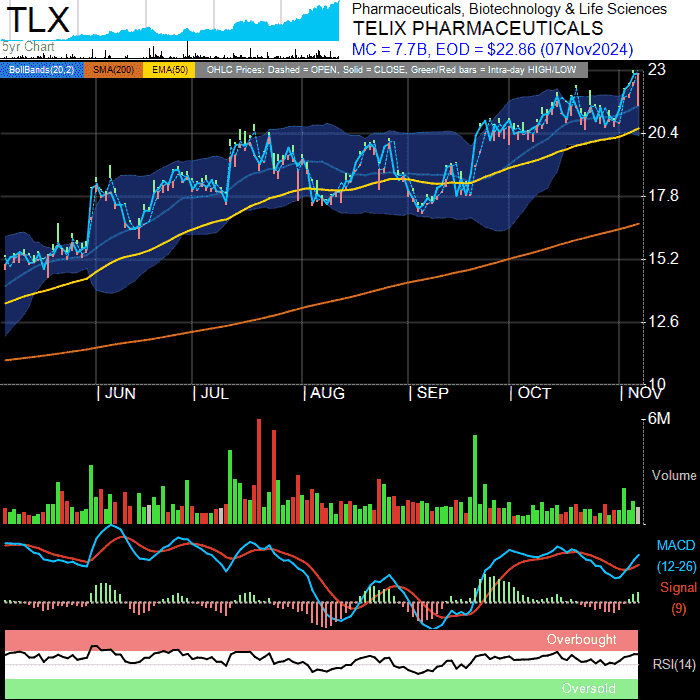 TLX
Pharmaceuticals, Biotechnology & Life Sciences
TELIX PHARMACEUTICALS
MC = 7.7B, EOD = $22.86 (07Nov2024)
5yr Chart
BollBands(20,2) SMA(200) EMA(50) OHLC Prices: Dashed = OPEN, Solid = CLOSE, Green/Red bars = Intra-day HIGH/LOW
23
20.4
17.8
15.2
12.6
10
JUN JUL AUG SEP OCT NOV
6M
Volume
MACD
(12-26)
Signal
(9)
Overbought
RSI(14)
Oversold